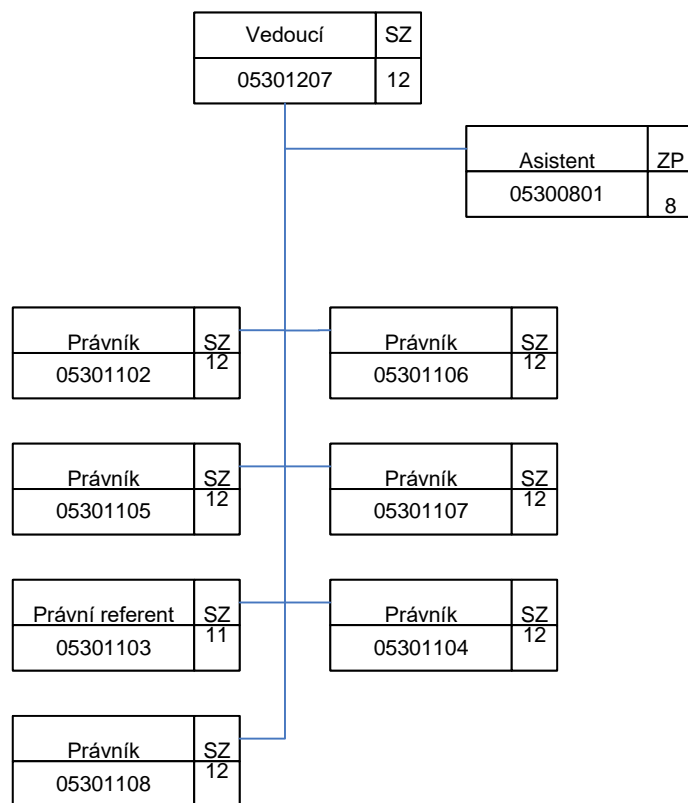 Vedoucí SZ
05301207 12
Asistent ZP
05300801 8
Právník SZ
05301102 12
Právník SZ
05301106 12
Právník SZ
05301105 12
Právník SZ
05301107 12
Právní referent SZ
05301103 11
Právník SZ
05301104 12
Právník SZ
05301108 12